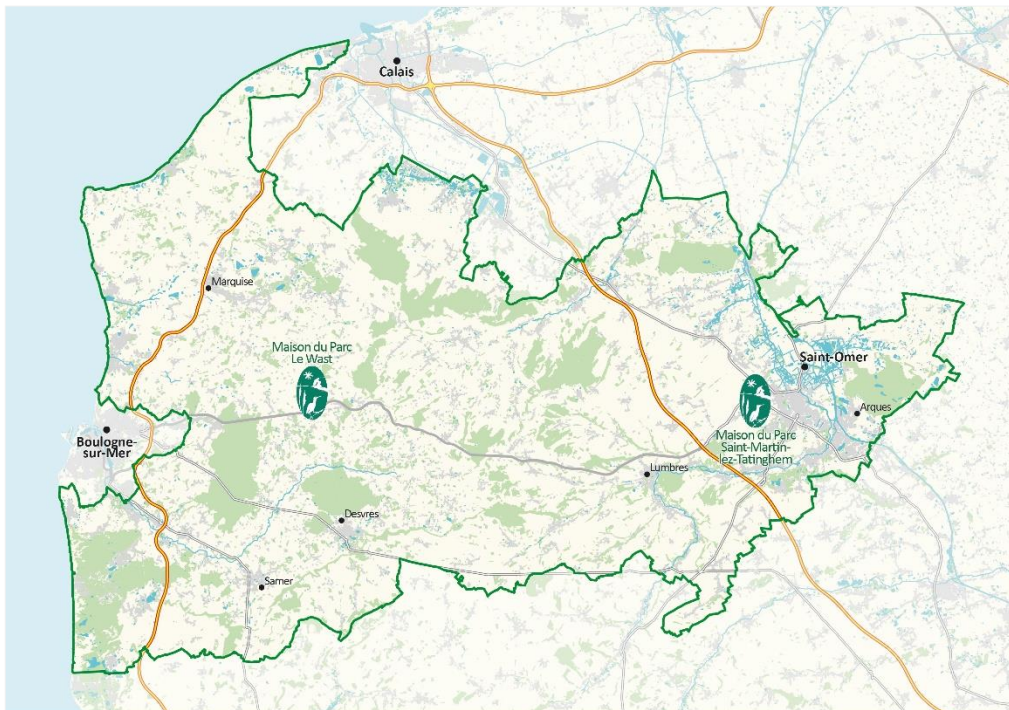 Calais
Marquise
Maison du Parc
Le Wast
Saint-Omer
Arques
Maison du Parc
Saint-Martin-
lez-Tatinghem
Boulogne-
sur-Mer
Lumbres
Desvres
Samer